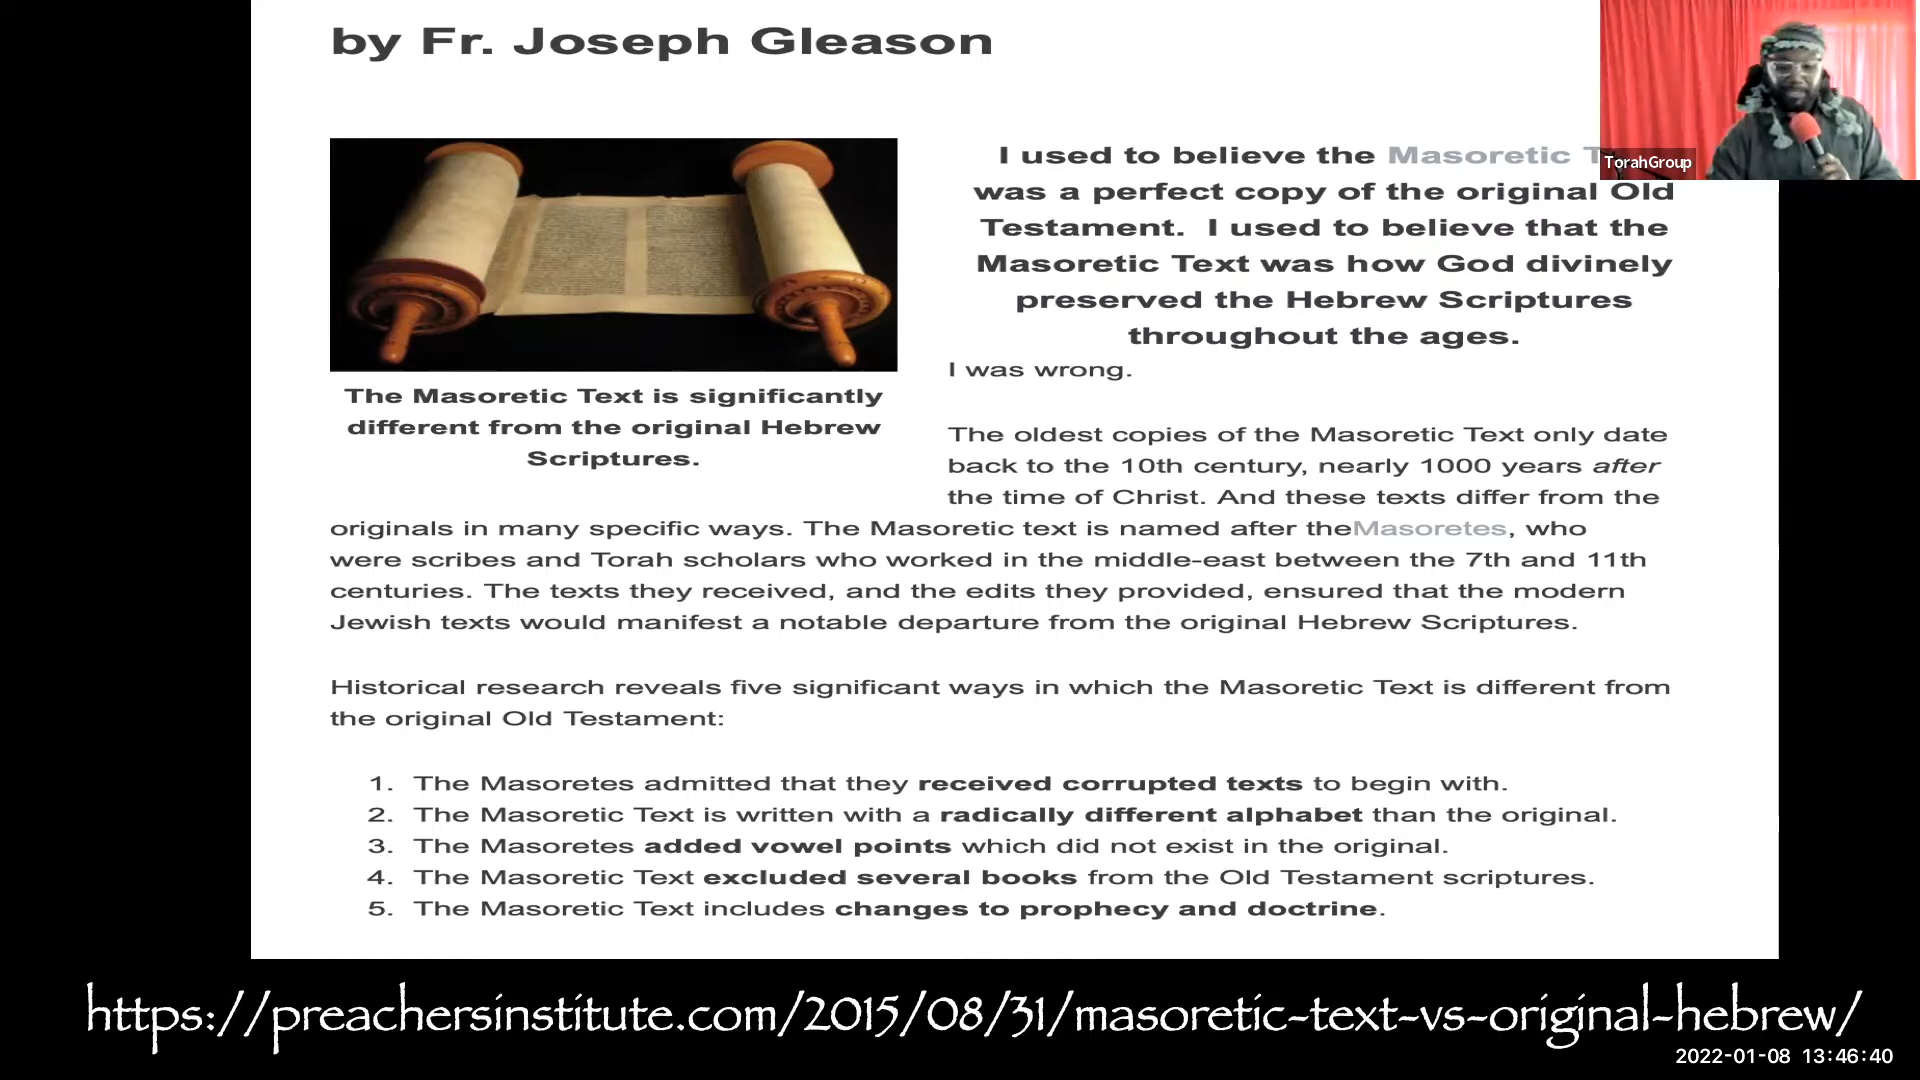 by Fr. Joseph Gleason
TorahGroup
I used to believe the Masoretic
was a perfect copy of the original Old
Testament. I used to believe that the
Masoretic Text was how God divinely
preserved the Hebrew Scriptures
throughout the ages.
I was wrong.
The Masoretic Text is significantly
different from the original Hebrew
Scriptures.
The oldest copies of the Masoretic Text only date
back to the 10th century, nearly 1000 years after
the time of Christ. And these texts differ from the
originals in many specific ways. The Masoretic text is named after theMasoretes, who
were scribes and Torah scholars who worked in the middle-east between the 7th and 11th
centuries. The texts they received, and the edits they provided, ensured that the modern
Jewish texts would manifest a notable departure from the original Hebrew Scriptures.
Historical research reveals five significant ways in which the Masoretic Text is different from
the original Old Testament:
1. The Masoretes admitted that they received corrupted texts to begin with.
2. The Masoretic Text is written with a radically different alphabet than the original.
3. The Masoretes added vowel points which did not exist in the original.
4. The Masoretic Text excluded several books from the Old Testament scriptures.
5. The Masoretic Text includes changes to prophecy and doctrine.
https://preachersinstitute.com/2015/08/31/masoretic-text-vs-original-hebrew/
2022-01-08 13:46:40